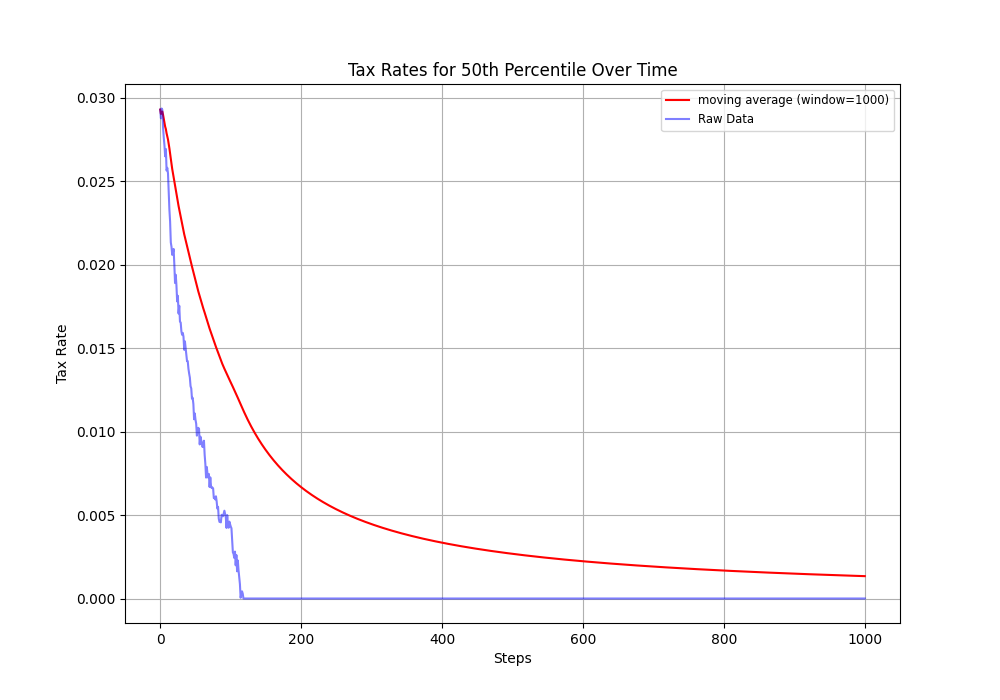 Tax Rates for 50th Percentile Over Time
moving average (window=1000)
Raw Data
0.030
0.025
0.020
0.015
0.010
0.005
0.000
Tax Rate
0 200 400 600 800 1000
Steps